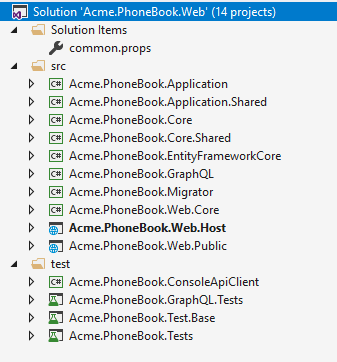 Solution 'Acme.PhoneBook.Web' (14 projects)
Solution Items
common.props
src
C# Acme.PhoneBook.Application
C# Acme.PhoneBook.Application.Shared
C# Acme.PhoneBook.Core
C# Acme.PhoneBook.Core.Shared
C# Acme.PhoneBook.EntityFrameworkCore
C# Acme.PhoneBook.GraphQL
C# Acme.PhoneBook.Migrator
C# Acme.PhoneBook.Web.Core
Acme.PhoneBook.Web.Host
Acme.PhoneBook.Web.Public
test
C# Acme.PhoneBook.ConsoleApiClient
Acme.PhoneBook.GraphQL.Tests
Acme.PhoneBook.Test.Base
Acme.PhoneBook.Tests